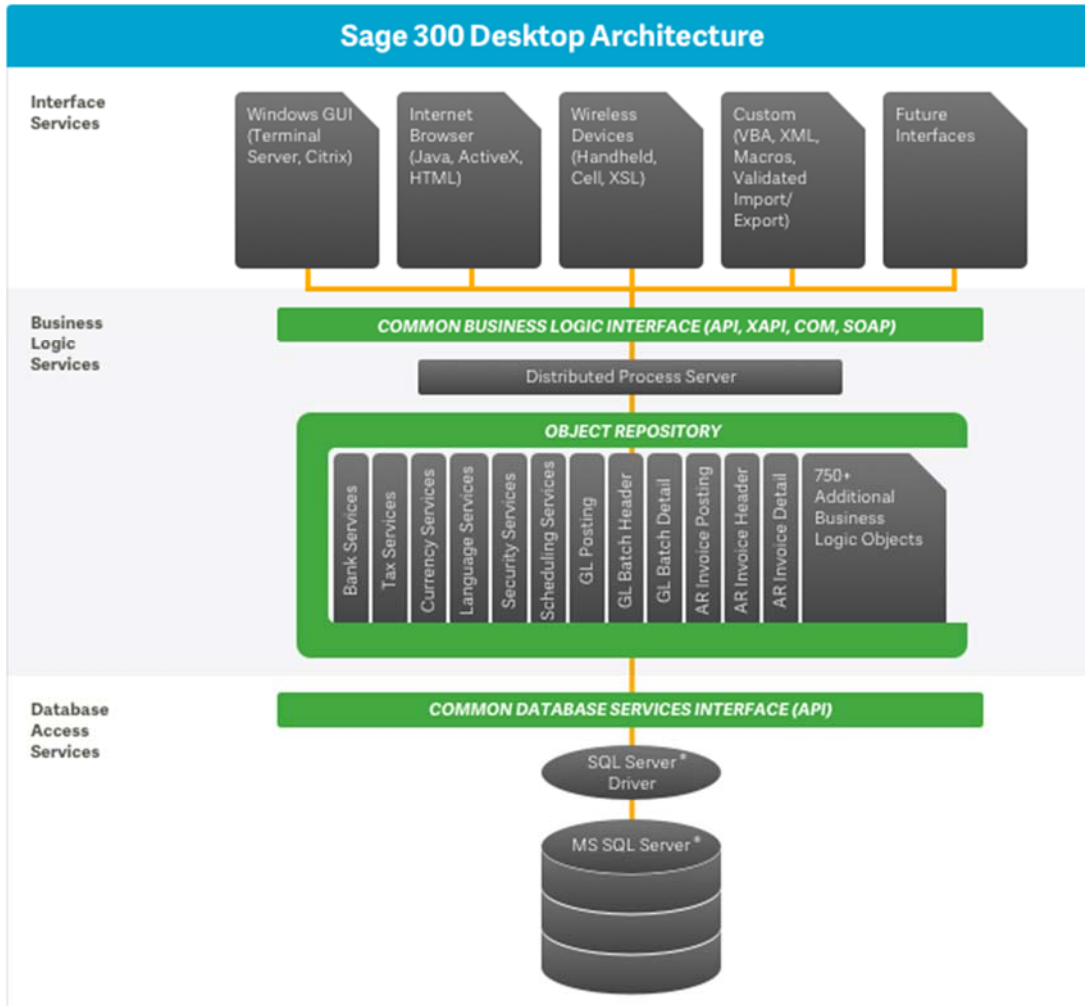 Sage 300 Desktop Architecture
Interface
Services
Windows GUI
(Terminal
Server, Citrix)
Internet
Browser
(Java, ActiveX,
HTML)
Wireless
Devices
(Handheld,
Cell, XSL)
Custom
(VBA, XML,
Macros,
Validated
Import/
Export)
Future
Interfaces
Business
Logic
Services
COMMON BUSINESS LOGIC INTERFACE (API, XAPI, COM, SOAP)
Distributed Process Server
OBJECT REPOSITORY
Bank Services
Tax Services
Currency Services
Language Services
Security Services
Scheduling Services
GL Posting
GL Batch Header
GL Batch Detail
AR Invoice Posting
AR Invoice Header
AR Invoice Detail
750+
Additional
Business
Logic Objects
Database
Access
Services
COMMON DATABASE SERVICES INTERFACE (API)
SQL Server®
Driver
MS SQL Server®